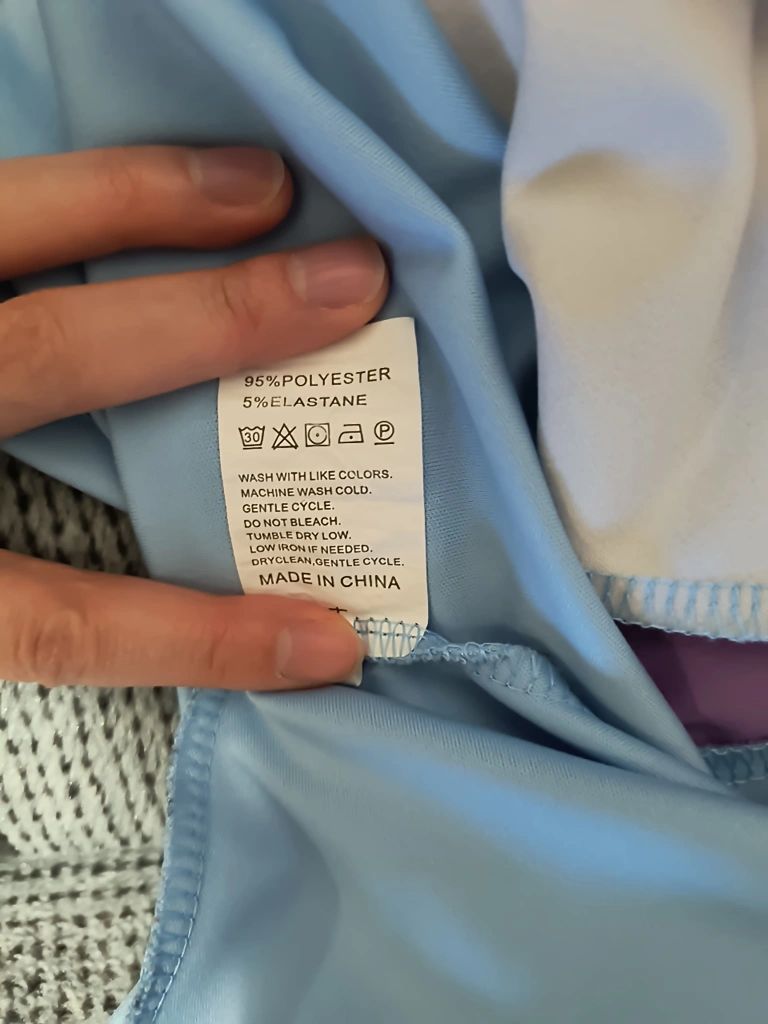 95%POLYESTER
5%ELASTANE
30 P
WASH WITH LIKE COLORS.
MACHINE WASH COLD.
GENTLE CYCLE.
DO NOT BLEACH.
TUMBLE DRY LOW.
LOW IRON IF NEEDED.
DRYCLEAN,GENTLE CYCLE.
MADE IN CHINA